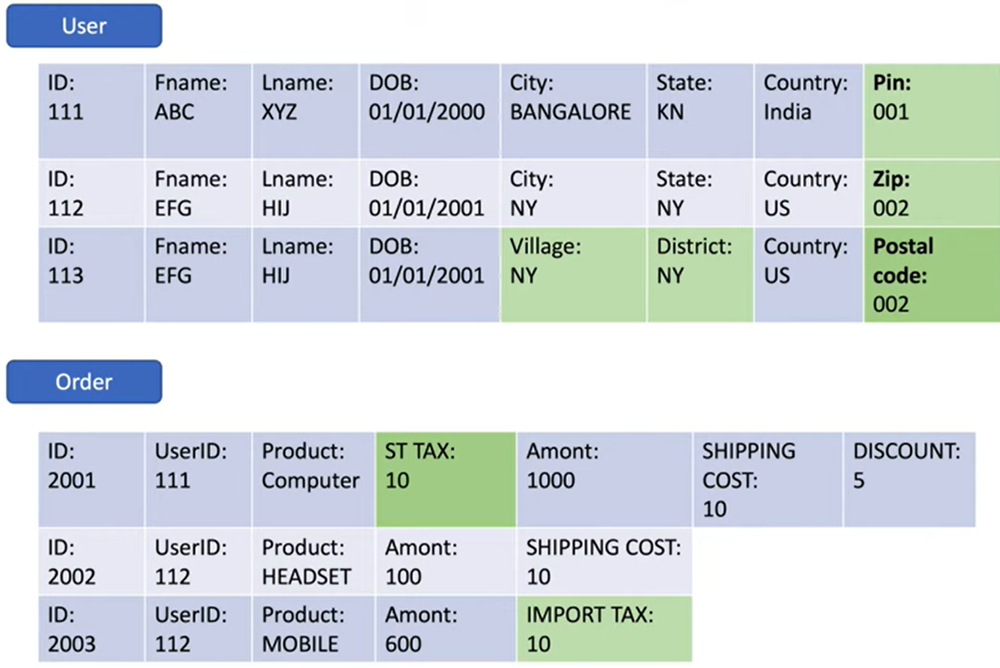 User
ID: Fname: Lname: DOB: City: State: Country: Pin:
111 ABC XYZ 01/01/2000 BANGALORE KN India 001
ID: Fname: Lname: DOB: City: State: Country: Zip:
112 EFG HIJ 01/01/2001 NY NY US 002
ID: Fname: Lname: DOB: Village: District: Country: Postal
113 EFG HIJ 01/01/2001 NY NY US code:
002
Order
ID: UserID: Product: ST TAX: Amont: SHIPPING DISCOUNT:
2001 111 Computer 10 1000 COST: 5
10
ID: UserID: Product: Amont: SHIPPING COST:
2002 112 HEADSET 100 10
ID: UserID: Product: Amont: IMPORT TAX:
2003 112 MOBILE 600 10